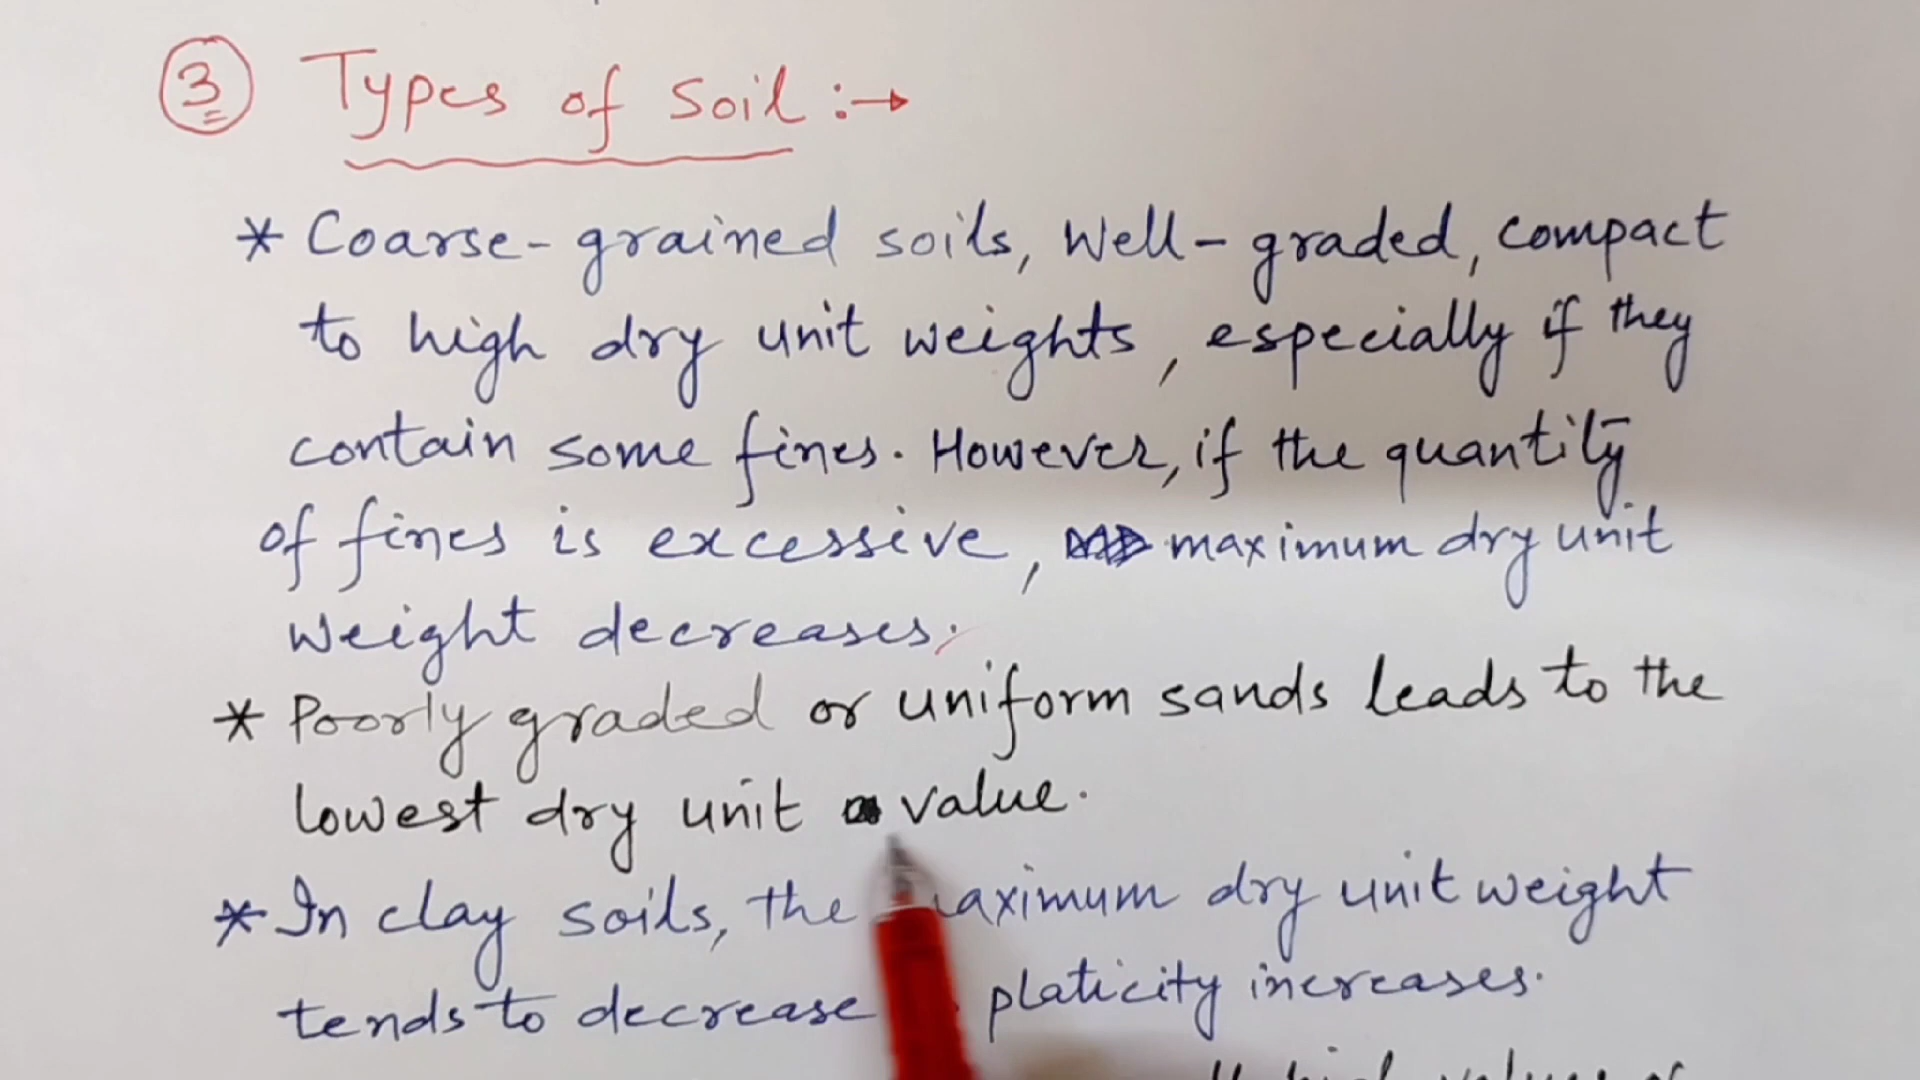 3 Types of Soil :→
* Coarse-grained soils, Well-graded, compact
to high dry unit weights, especially if they
contain some fines. However, if the quantity
of fines is excessive, maximum dry unit
weight decreases.
* Poorly graded or uniform sands leads to the
lowest dry unit value.
* In clay soils, the maximum dry unit weight
tends to decrease platicity increases.